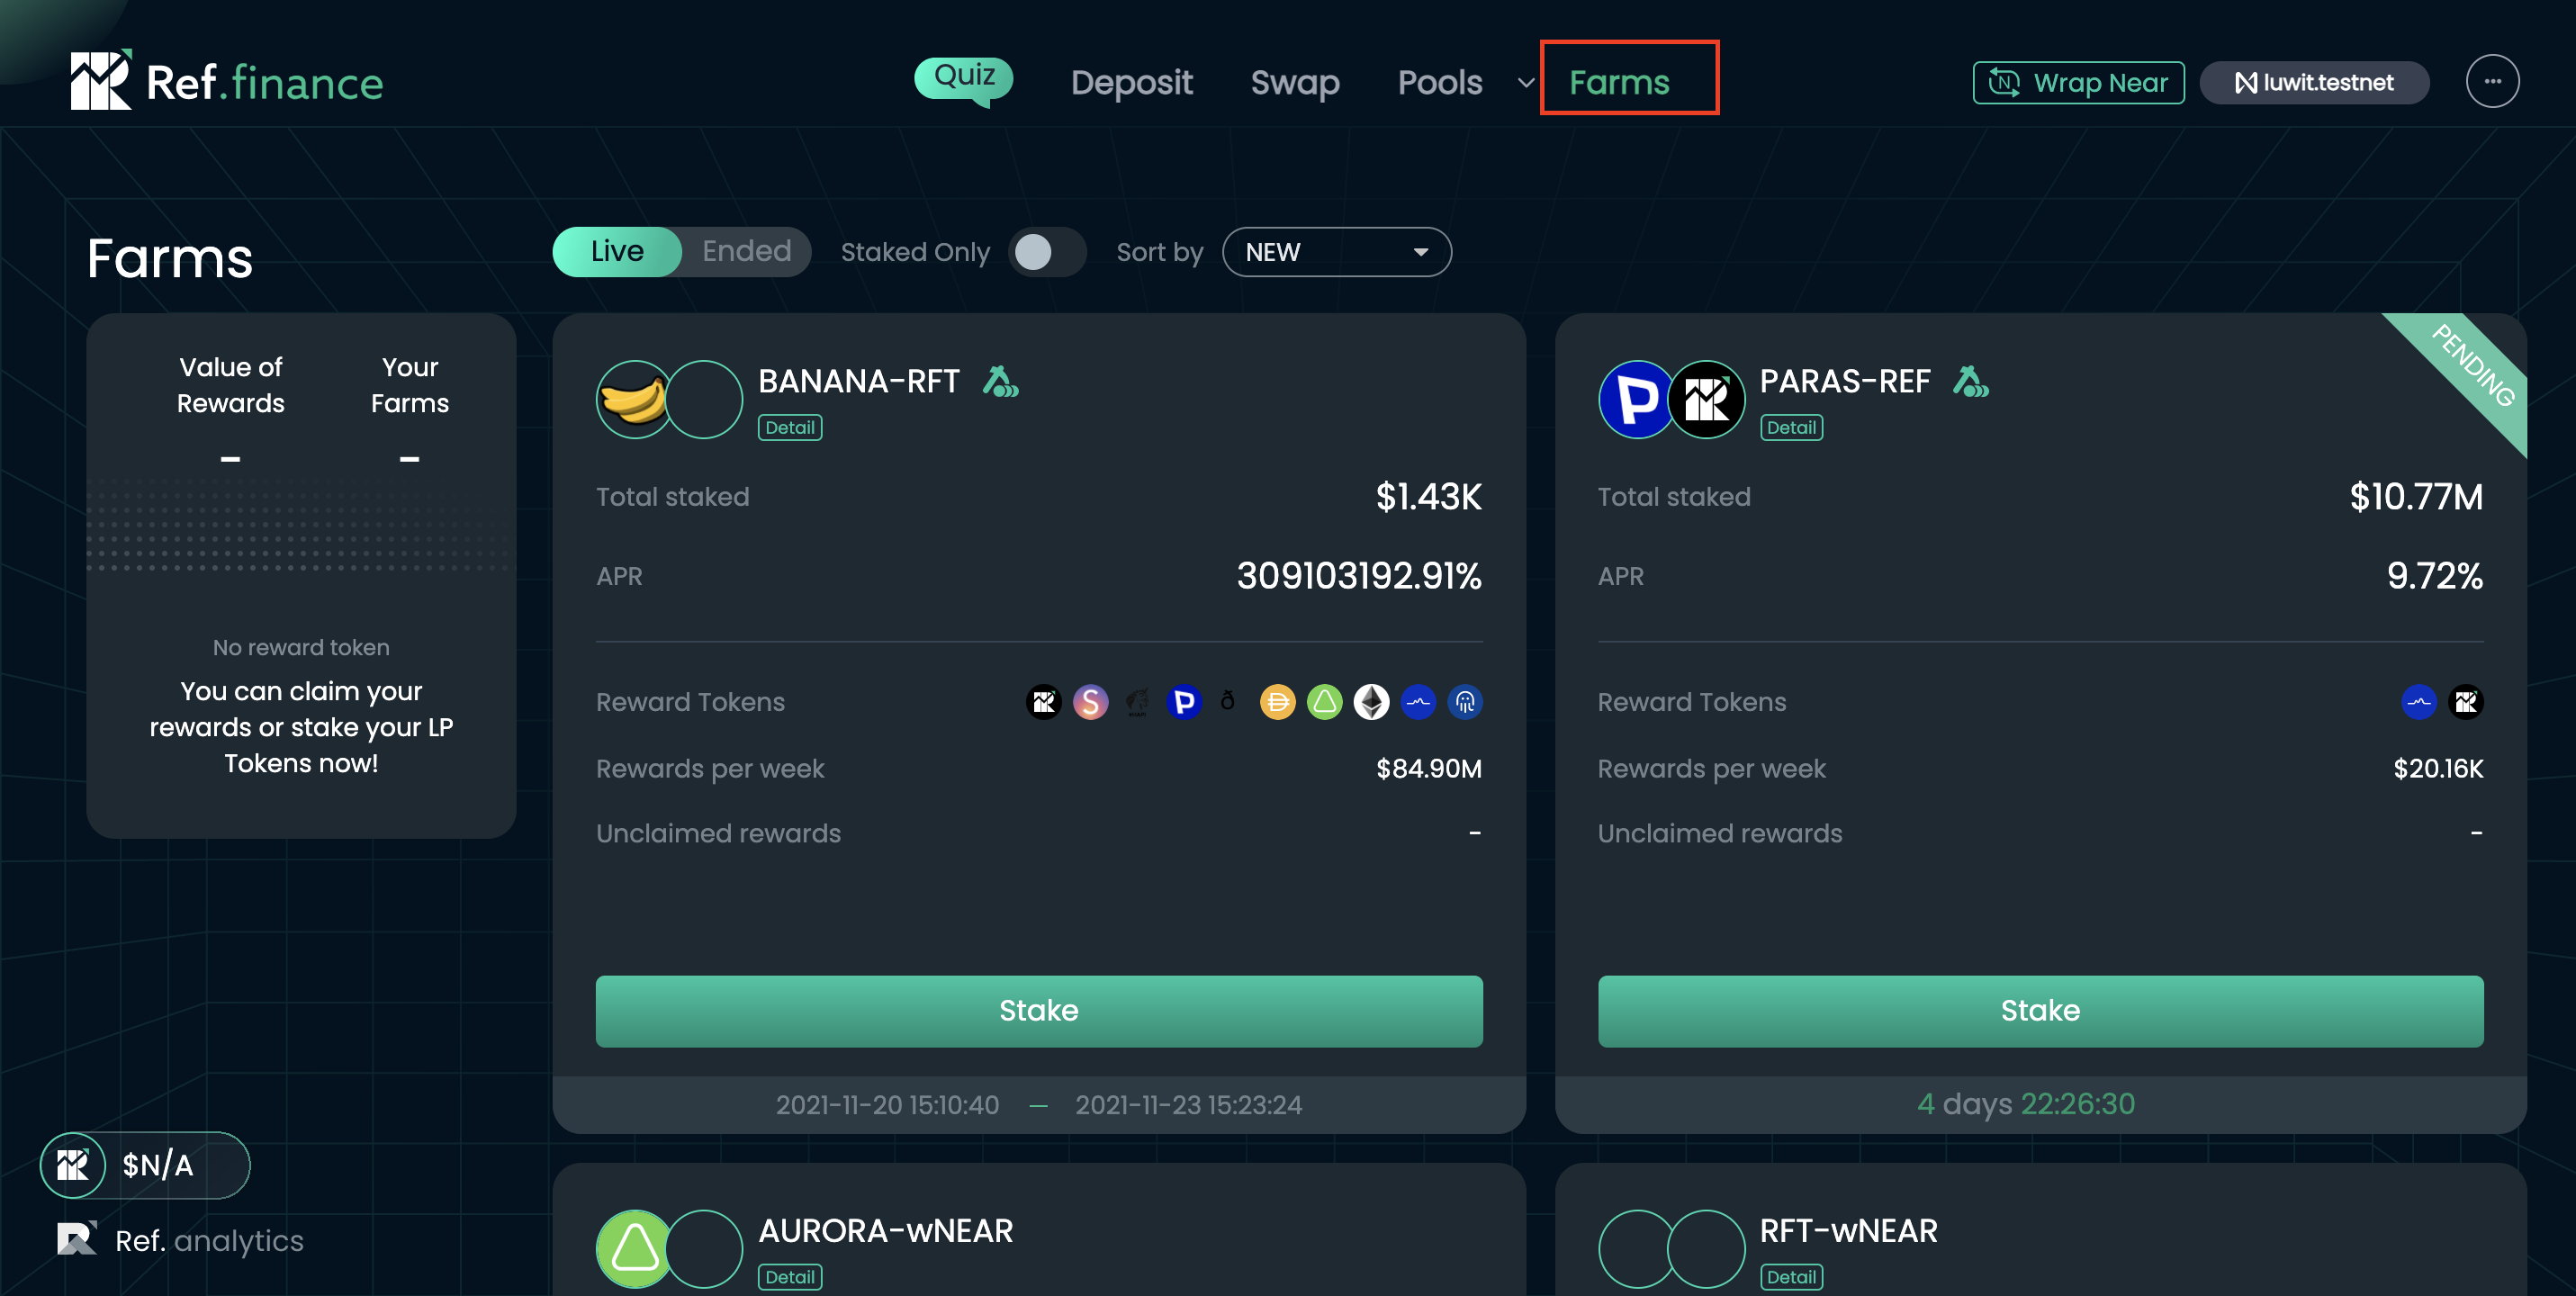 Ref.finance
Quiz
Deposit
Swap
Pools
Farms
Wrap Near
luwit.testnet
Farms
Live
Ended
Staked Only
Sort by
NEW
Value of
Rewards
Your
Farms
-
-
No reward token
You can claim your
rewards or stake your LP
Tokens now!
BANANA-RFT
Detail
Total staked
$1.43K
APR
309103192.91%
Reward Tokens
Rewards per week
$84.90M
Unclaimed rewards
-
Stake
2021-11-20 15:10:40 — 2021-11-23 15:23:24
PENDING
PARAS-REF
Detail
Total staked
$10.77M
APR
9.72%
Reward Tokens
Rewards per week
$20.16K
Unclaimed rewards
-
Stake
4 days 22:26:30
$N/A
Ref. analytics
AURORA-wNEAR
Detail
RFT-wNEAR
Detail